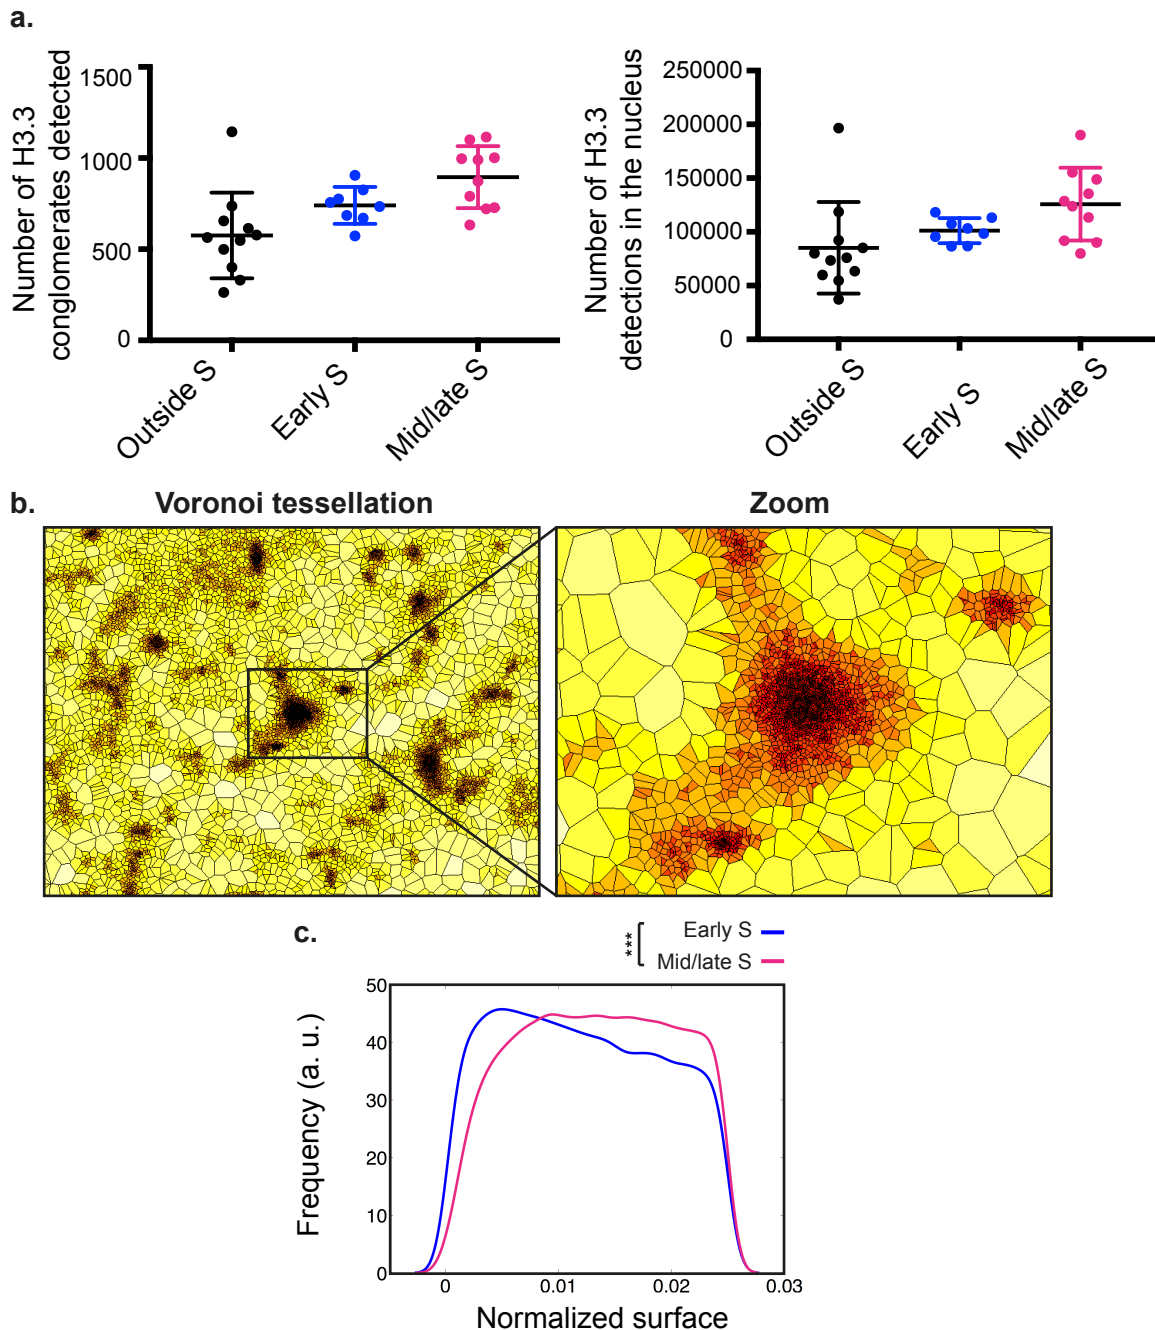 a.
Number of H3.3
conglomerates detected
1500
1000
500
0
Outside S
Early S
Mid/late S
Number of H3.3
detections in the nucleus
250000
200000
150000
100000
50000
0
Outside S
Early S
Mid/late S
b.
Voronoi tessellation
Zoom
c.
***
Early S
Mid/late S
Frequency (a. u.)
50
40
30
20
10
0
0
0.01
0.02
0.03
Normalized surface